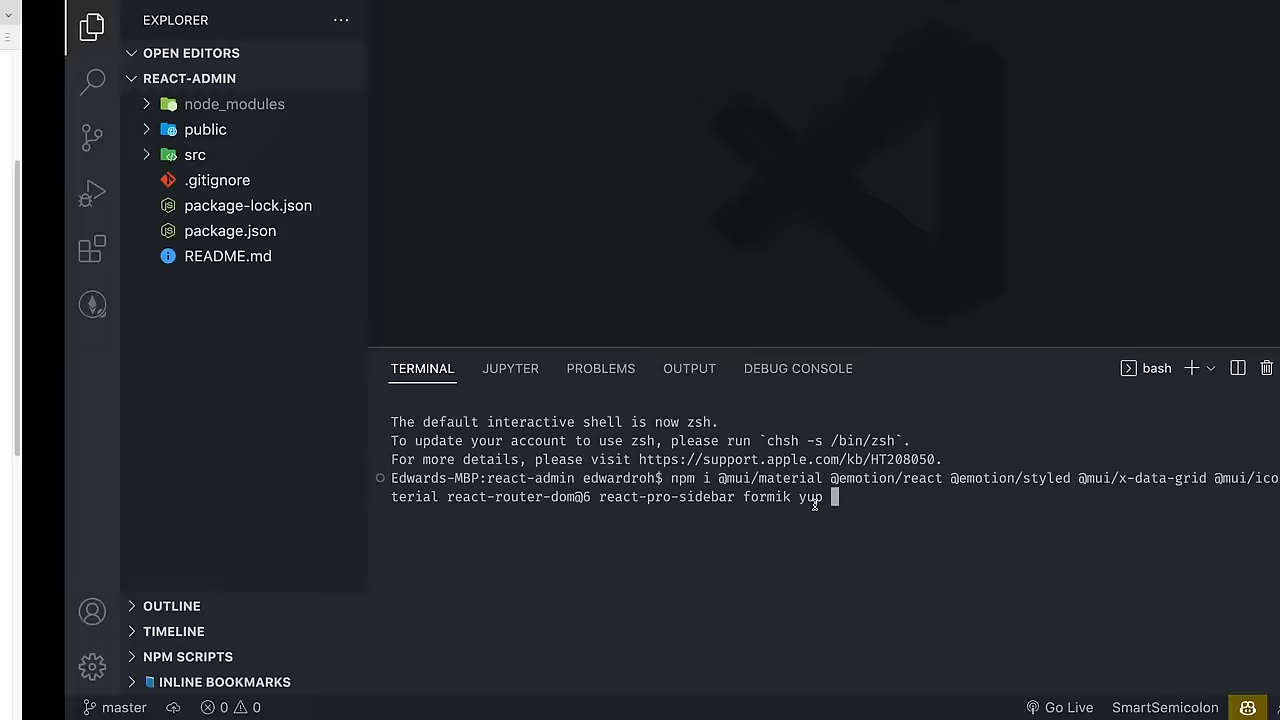 EXPLORER
OPEN EDITORS
REACT-ADMIN
node_modules
public
src
.gitignore
package-lock.json
package.json
README.md
OUTLINE
TIMELINE
NPM SCRIPTS
INLINE BOOKMARKS
TERMINAL JUPYTER PROBLEMS OUTPUT DEBUG CONSOLE bash
The default interactive shell is now zsh.
To update your account to use zsh, please run `chsh -s /bin/zsh`.
For more details, please visit https://support.apple.com/kb/HT208050.
Edwards-MBP:react-admin edwardroh$ npm i @mui/material @emotion/react @emotion/styled @mui/x-data-grid @mui/ico
terial react-router-dom@6 react-pro-sidebar formik yup
master 0 0 Go Live SmartSemicolon